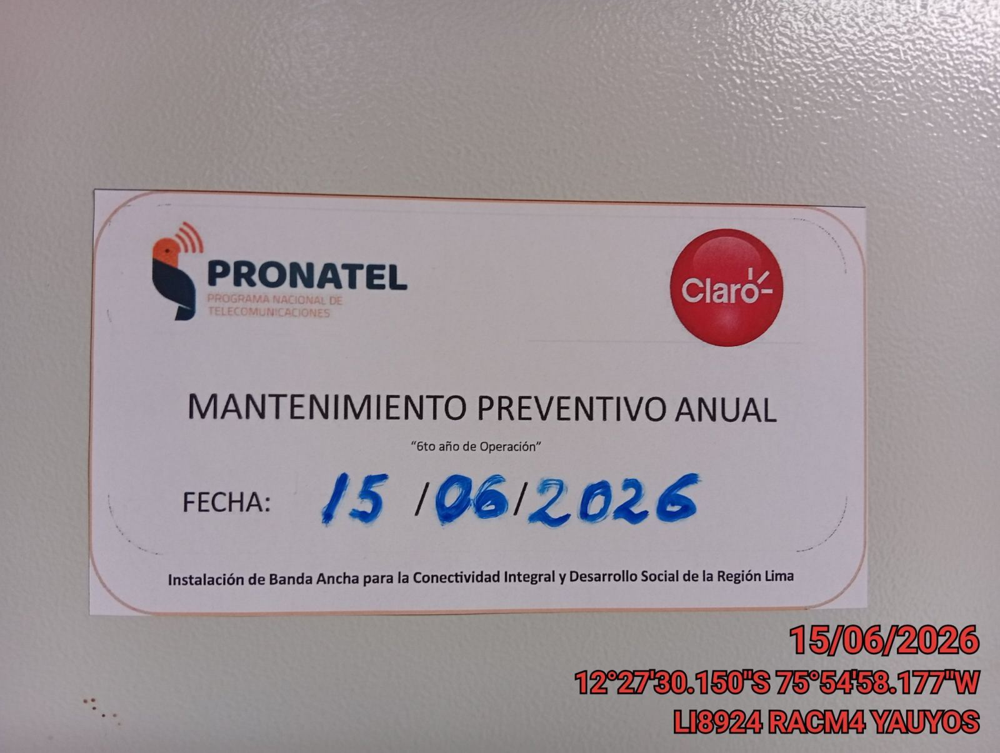 PRONATEL
PROGRAMA NACIONAL DE
TELECOMUNICACIONES
Claro
MANTENIMIENTO PREVENTIVO ANUAL
“6to año de Operación”
FECHA: 15 /06/2026
Instalación de Banda Ancha para la Conectividad Integral y Desarrollo Social de la Región Lima
15/06/2026
12°27'30.150"S 75°54'58.177"W
LI8924 RACM4 YAUYOS